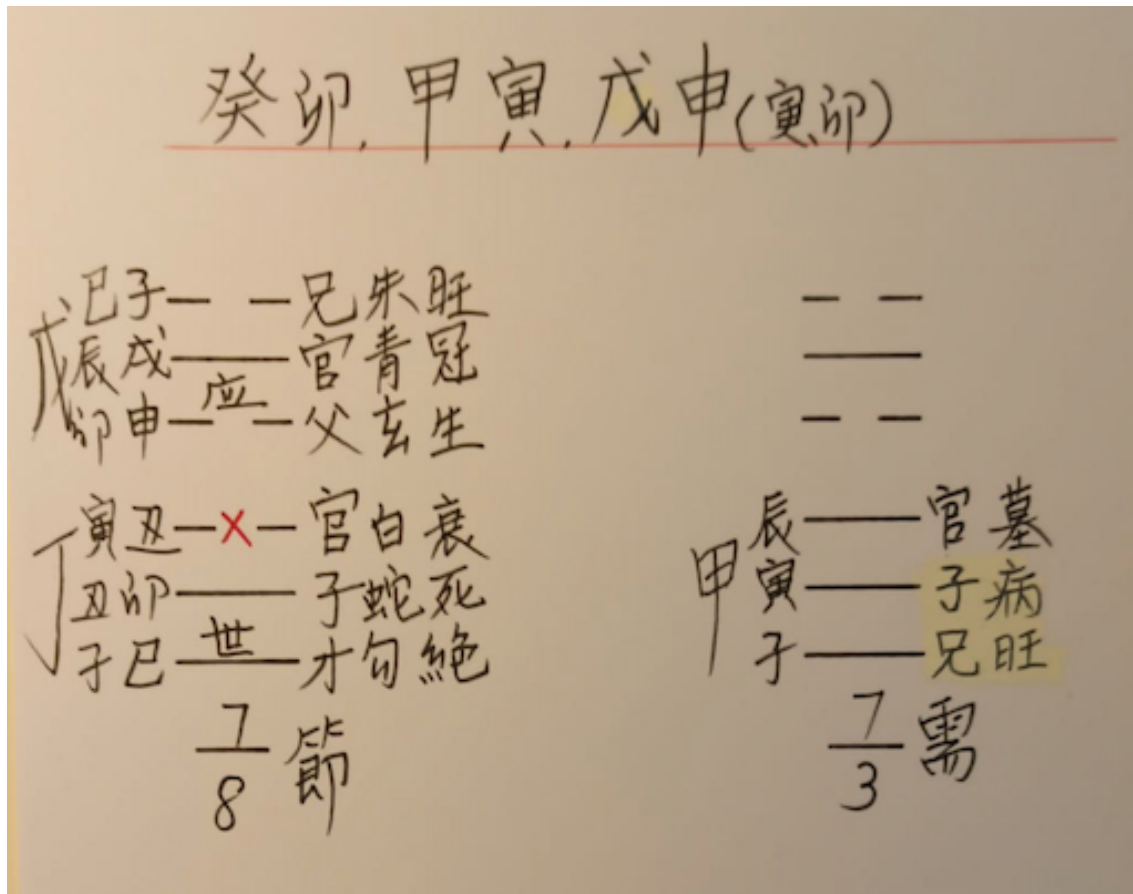 癸卯.甲寅.戊申(寅卯)
巳子 兄朱旺
戊 辰戌 官青冠
应
卯申 父玄生
寅丑 × 官白衰 辰 官墓
丁 丑卯 子蛇死 甲 寅 子病
世
子巳 才勾絕 子 兄旺
7 7
節 需
8 3